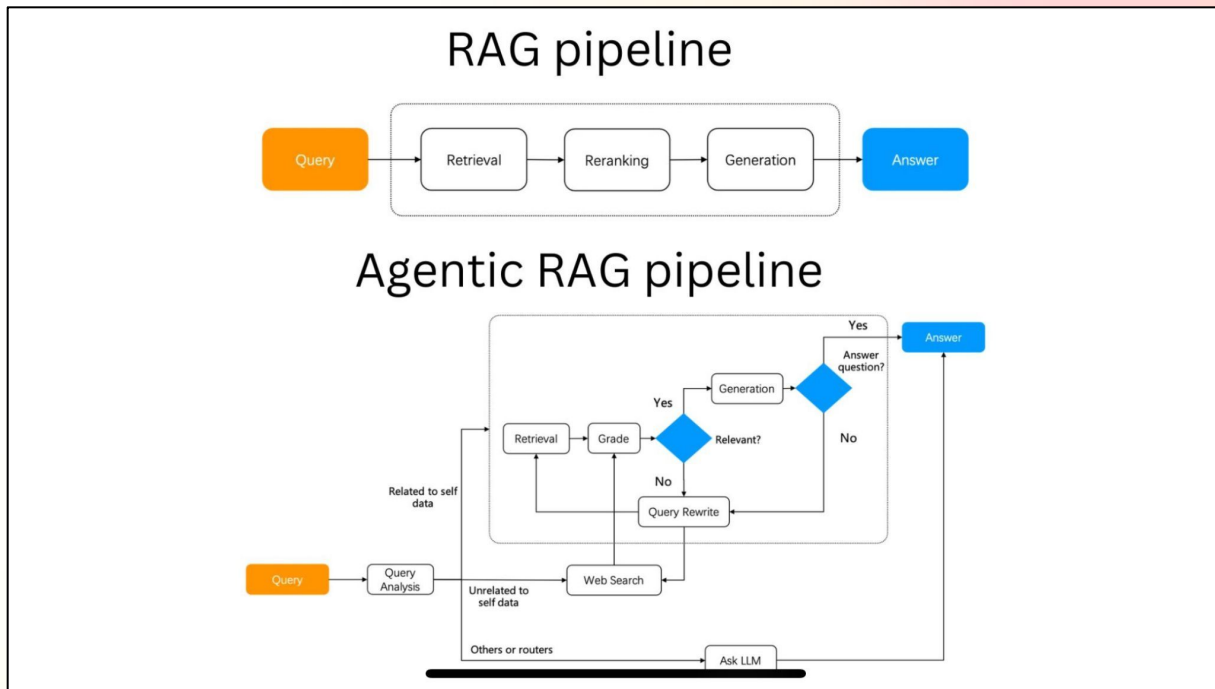 RAG pipeline
Query
Retrieval
Reranking
Generation
Answer
Agentic RAG pipeline
Yes
Answer
Answer
question?
Generation
Yes
Retrieval
Grade
Relevant?
No
No
Related to self
data
Query Rewrite
Query
Query
Analysis
Unrelated to
self data
Web Search
Others or routers
Ask LLM